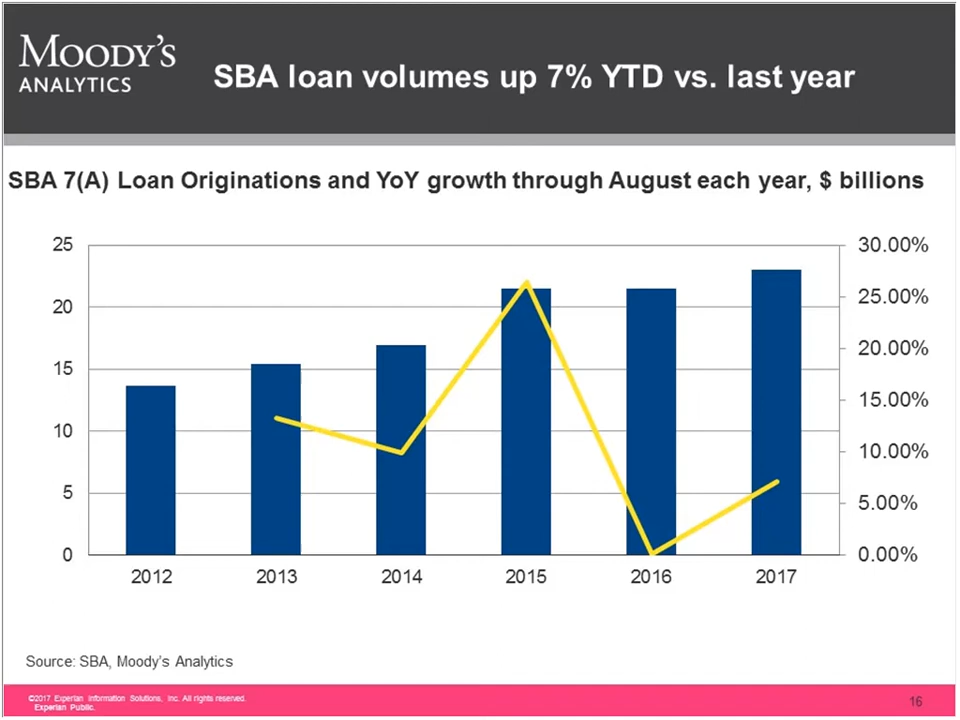 MOODY'S
ANALYTICS
SBA loan volumes up 7% YTD vs. last year
SBA 7(A) Loan Originations and YoY growth through August each year, $ billions
25
20
15
10
5
0
30.00%
25.00%
20.00%
15.00%
10.00%
5.00%
0.00%
2012 2013 2014 2015 2016 2017
Source: SBA, Moody's Analytics
©2017 Experian Information Solutions, Inc. All rights reserved.
Experian Public.
16